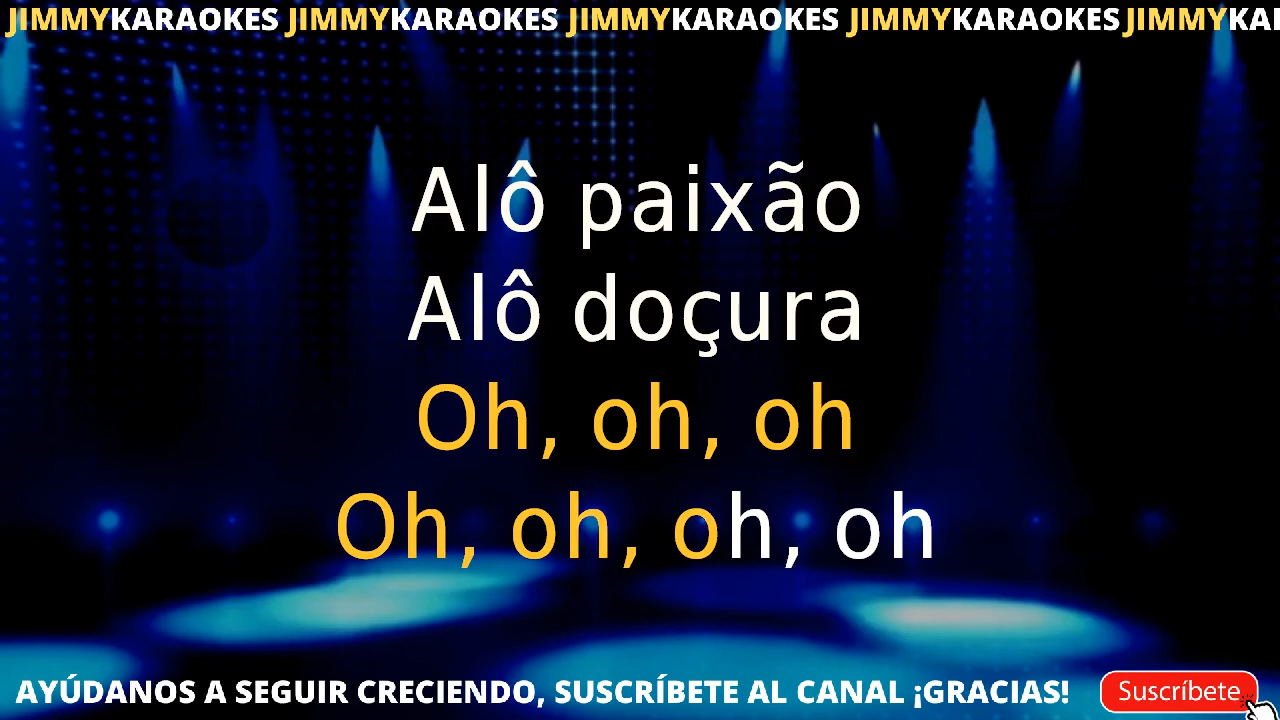 JIMMYKARAOKES JIMMYKARAOKES JIMMYKARAOKES JIMMYKARAOKES JIMMYKA
Alô paixão
Alô doçura
Oh, oh, oh
Oh, oh, oh, oh
AYÚDANOS A SEGUIR CRECIENDO, SUSCRÍBETE AL CANAL ¡GRACIAS! Suscríbete